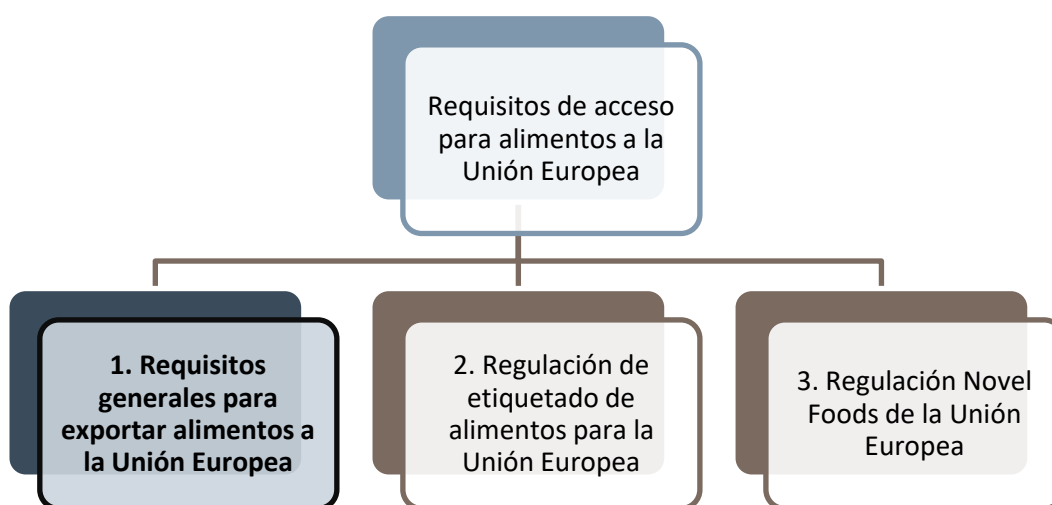 Requisitos de acceso
para alimentos a la
Unión Europea
1. Requisitos
generales para
exportar alimentos a
la Unión Europea
2. Regulación de
etiquetado de
alimentos para la
Unión Europea
3. Regulación Novel
Foods de la Unión
Europea